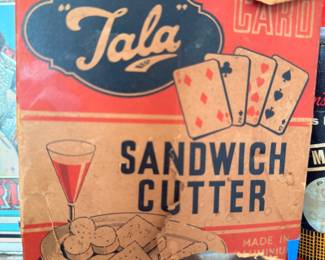 CARD
"Tala"
SANDWICH
CUTTER
MADE IN